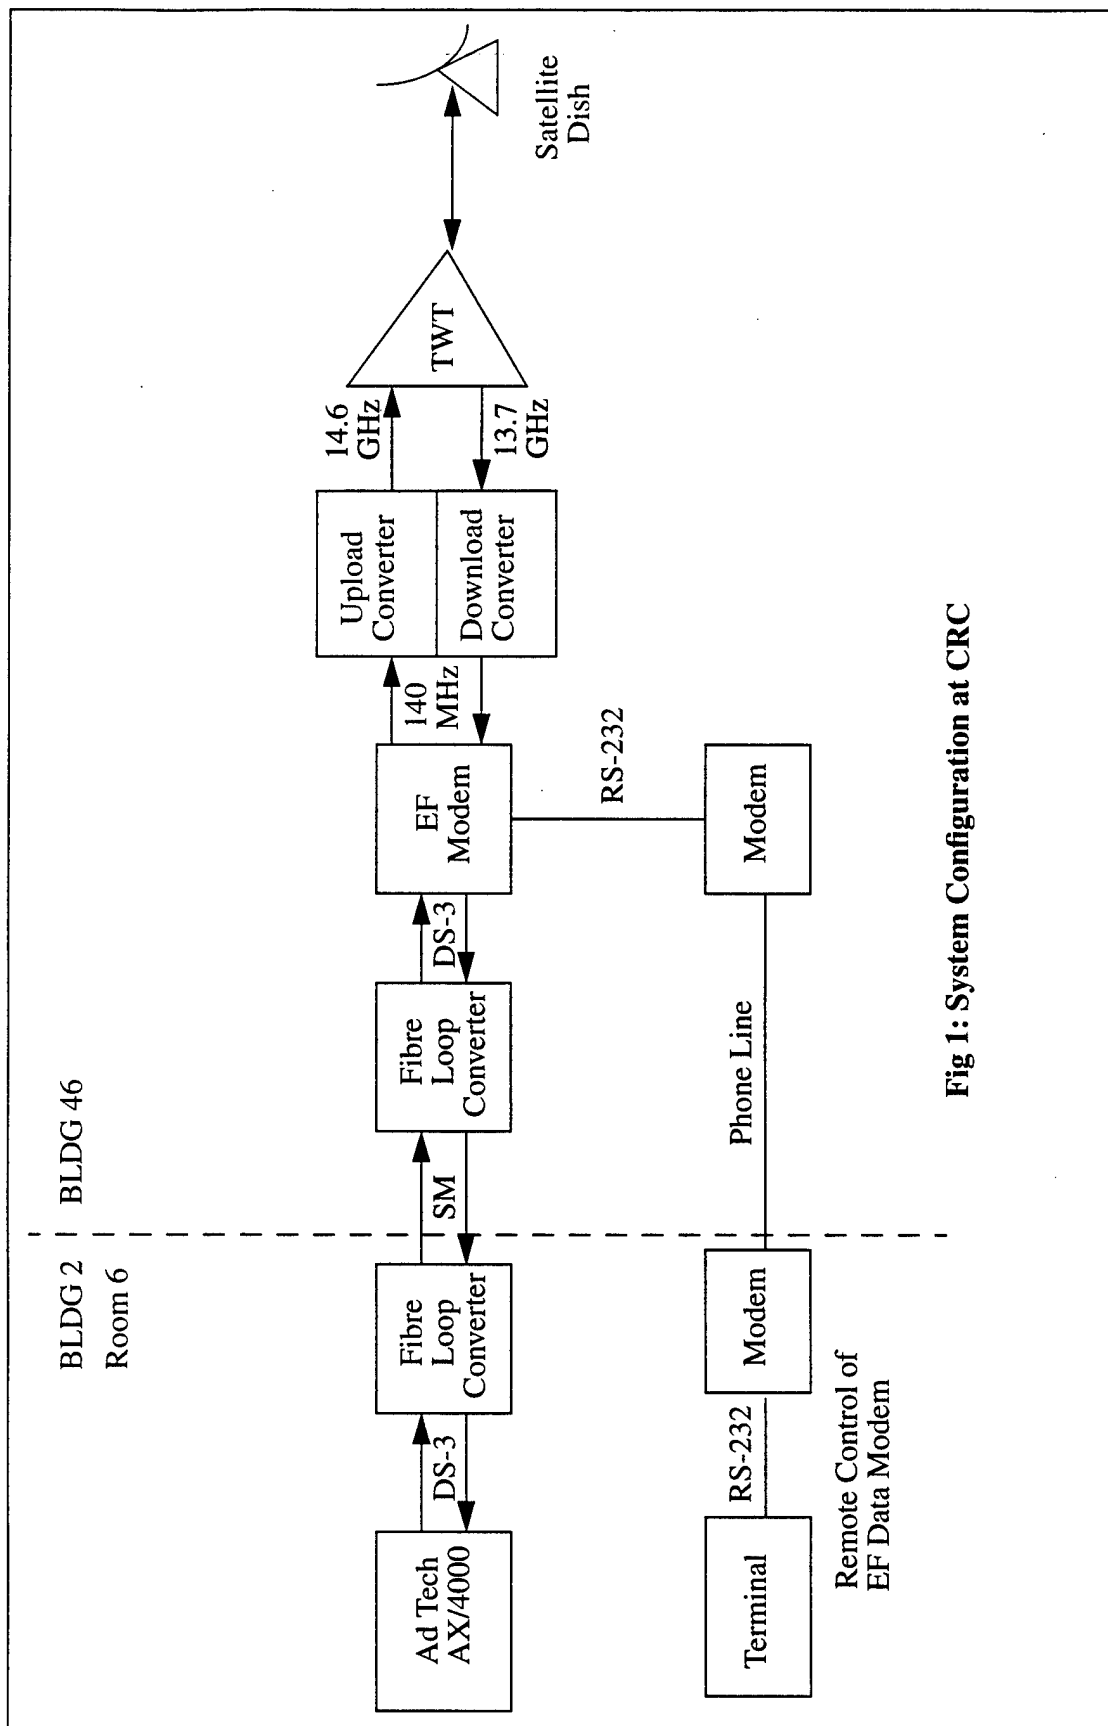 BLDG 2
Room 6
BLDG 46
Ad Tech
AX/4000
DS-3
Fibre
Loop
Converter
SM
Fibre
Loop
Converter
DS-3
EF
Modem
140
MHz
Upload
Converter
Download
Converter
14.6
GHz
13.7
GHz
TWT
Satellite
Dish
RS-232
Terminal
RS-232
Modem
Phone Line
Modem
Remote Control of
EF Data Modem
Fig 1: System Configuration at CRC